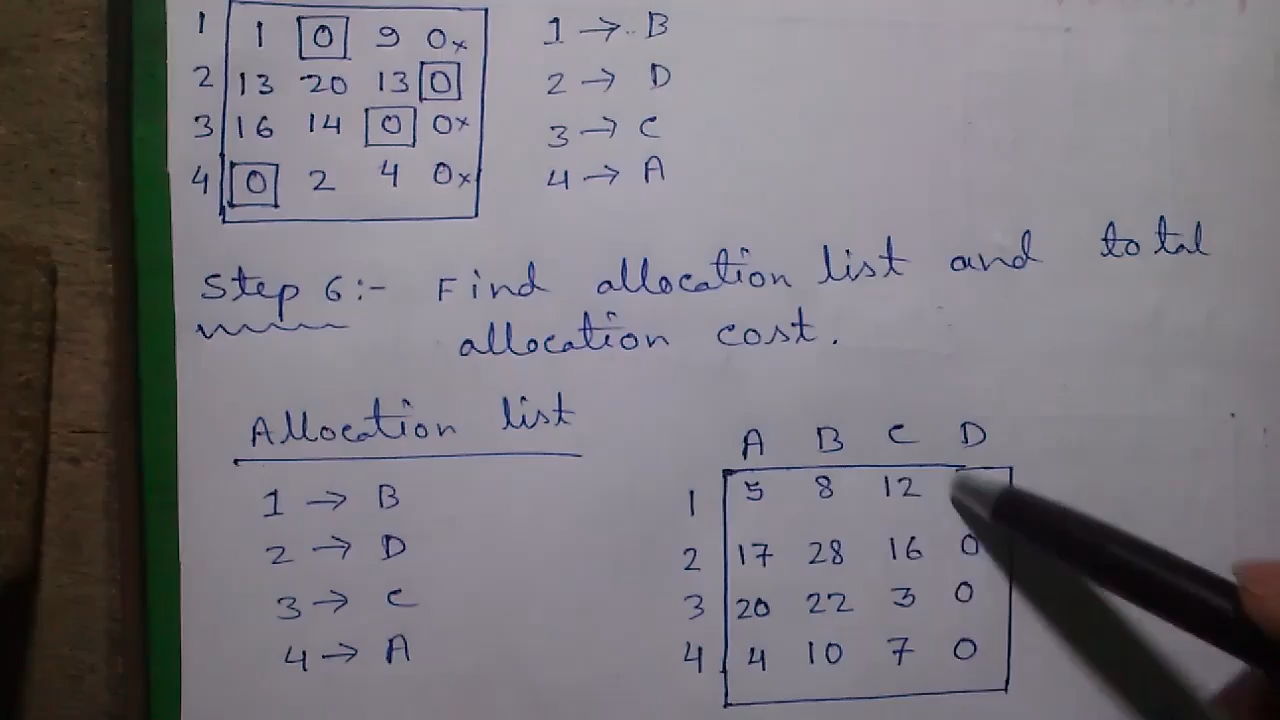 1 1 0 9 0x 1 → B
2 13 20 13 0 2 → D
3 16 14 0 0x 3 → C
4 0 2 4 0x 4 → A
Step 6:- Find allocation list and total
allocation cost.
Allocation list
A B C D
1 → B 1 5 8 12
2 → D 2 17 28 16 0
3 → C 3 20 22 3 0
4 → A 4 4 10 7 0